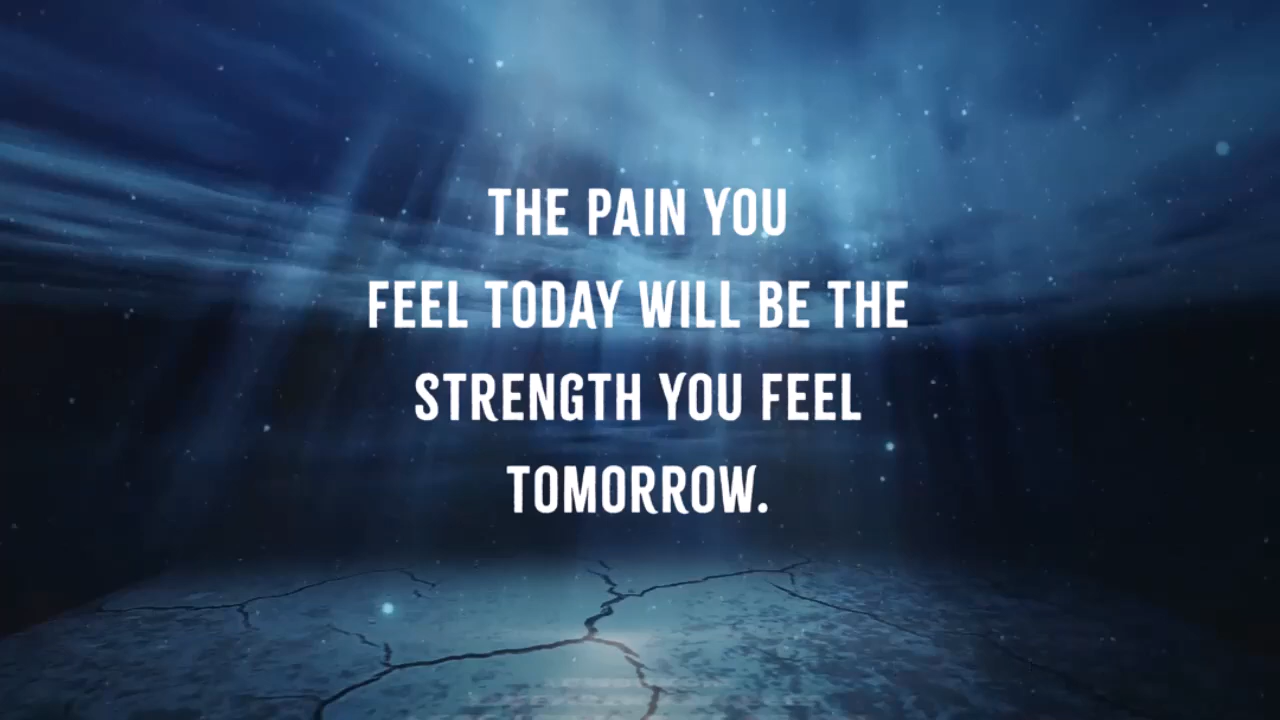 THE PAIN YOU
FEEL TODAY WILL BE THE
STRENGTH YOU FEEL
TOMORROW.